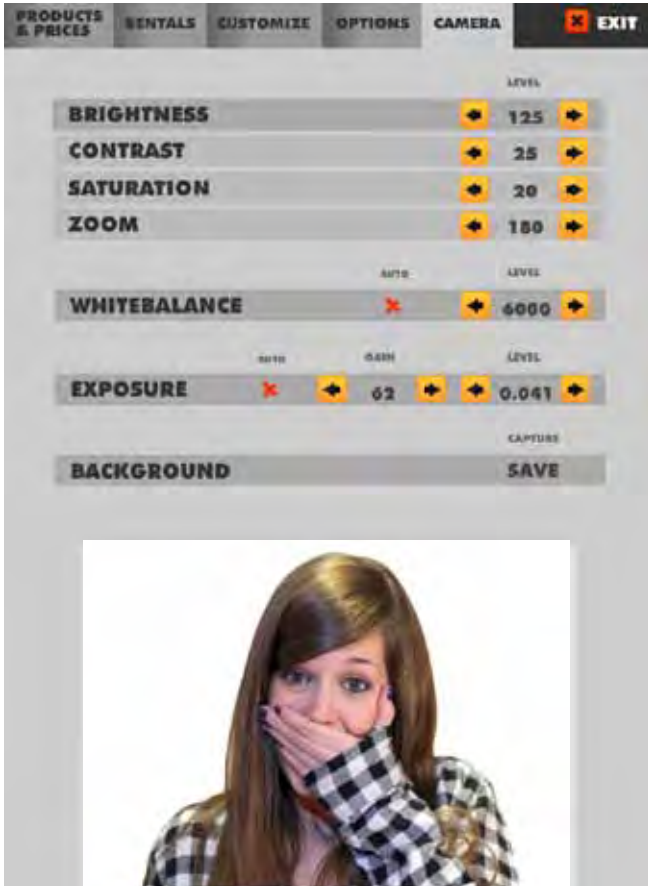 PRODUCTS & PRICES RENTALS CUSTOMIZE OPTIONS CAMERA EXIT
LEVEL
BRIGHTNESS 125
CONTRAST 25
SATURATION 20
ZOOM 180
AUTO LEVEL
WHITEBALANCE 6000
AUTO GAIN LEVEL
EXPOSURE 62 0.041
CAPTURE
BACKGROUND SAVE